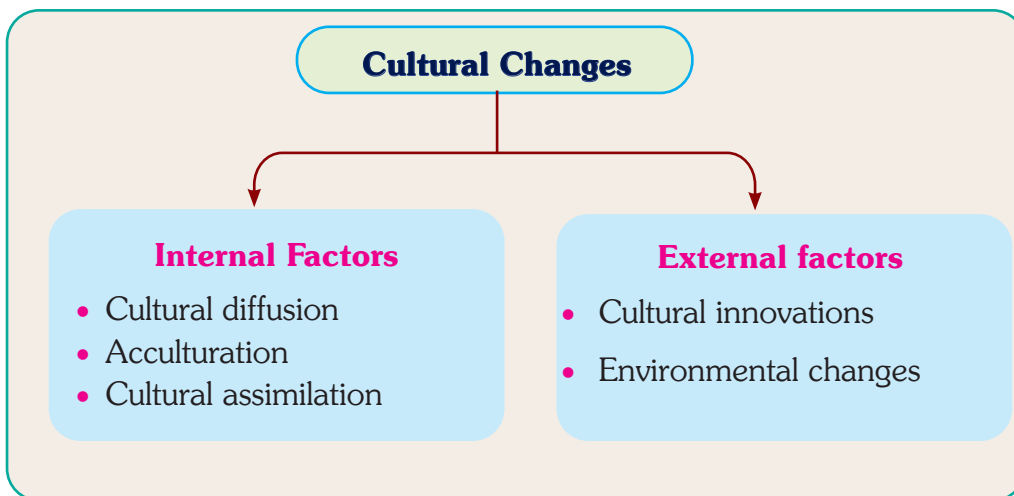 Cultural Changes
Internal Factors
• Cultural diffusion
• Acculturation
• Cultural assimilation
External factors
• Cultural innovations
• Environmental changes